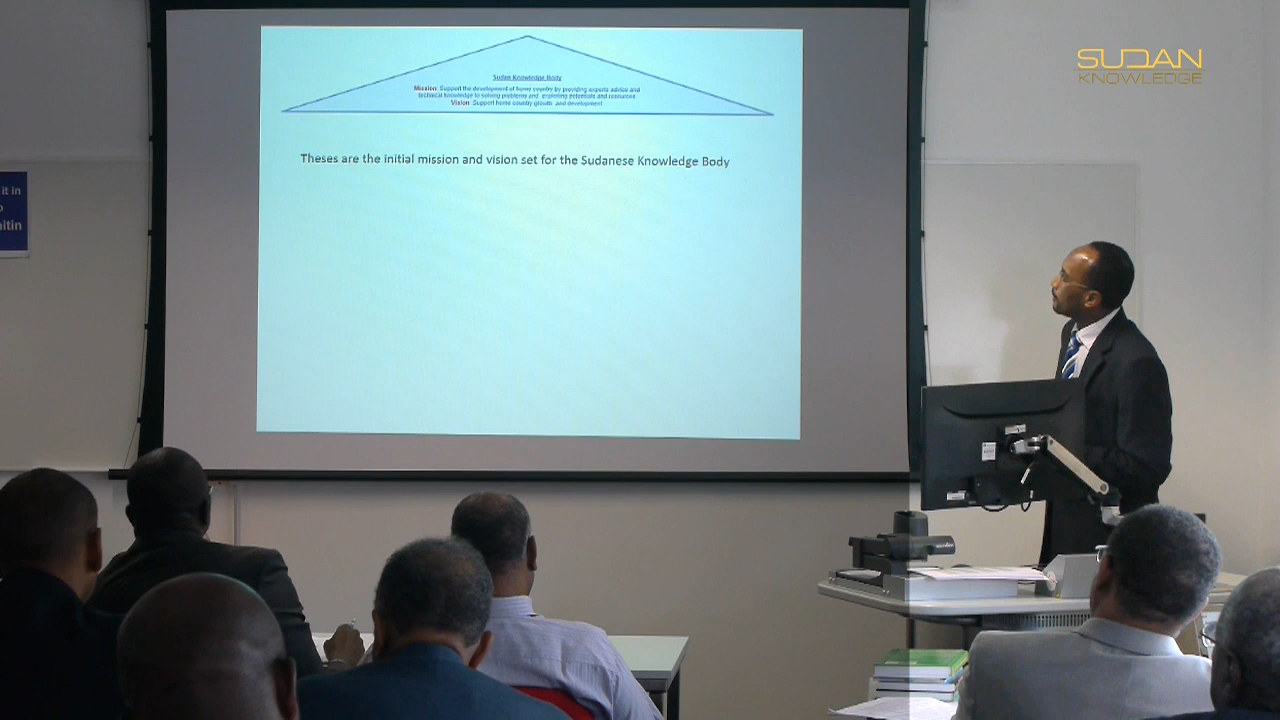 SUDAN
KNOWLEDGE
Sudan Knowledge Body
Mission: Support the development of home country by providing experts advice and
technical knowledge to solving problems and exploiting potentials and resources
Vision: Support home country growth and development
Theses are the initial mission and vision set for the Sudanese Knowledge Body
it in